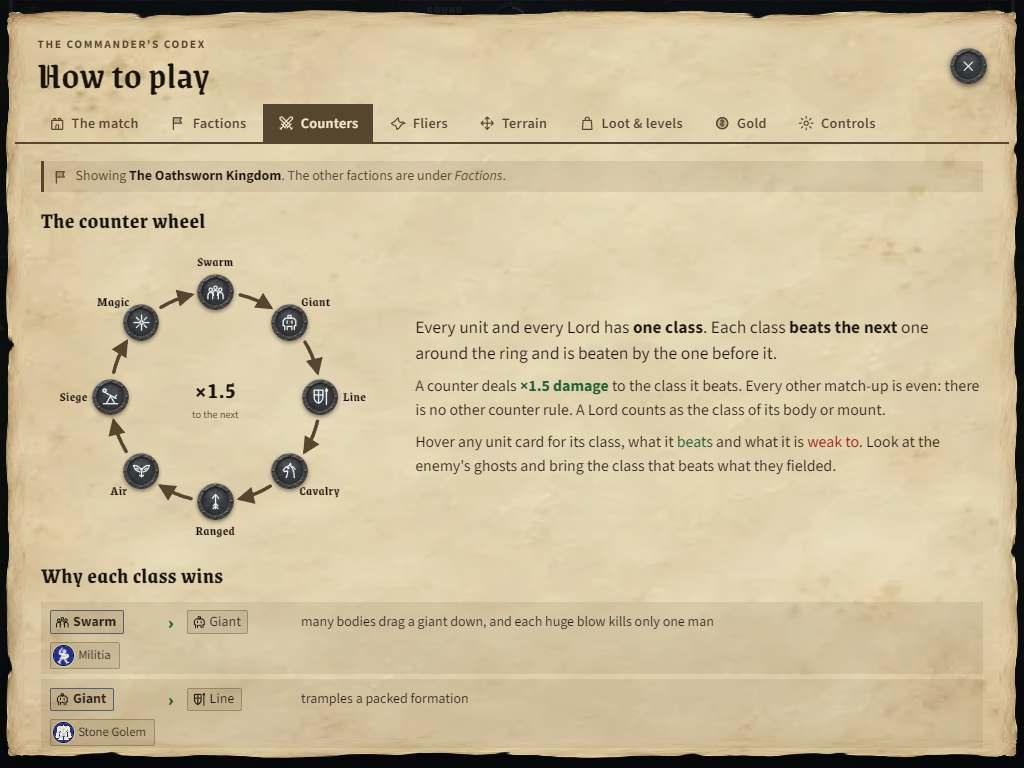 THE COMMANDER'S CODEX
How to play
The match
Factions
Counters
Fliers
Terrain
Loot & levels
Gold
Controls
Showing The Oathsworn Kingdom. The other factions are under Factions.
The counter wheel
Swarm
Magic
Giant
Siege
×1.5
to the next
Line
Air
Cavalry
Ranged
Every unit and every Lord has one class. Each class beats the next one
around the ring and is beaten by the one before it.
A counter deals ×1.5 damage to the class it beats. Every other match-up is even: there
is no other counter rule. A Lord counts as the class of its body or mount.
Hover any unit card for its class, what it beats and what it is weak to. Look at the
enemy's ghosts and bring the class that beats what they fielded.
Why each class wins
Swarm › Giant many bodies drag a giant down, and each huge blow kills only one man
Militia
Giant › Line tramples a packed formation
Stone Golem